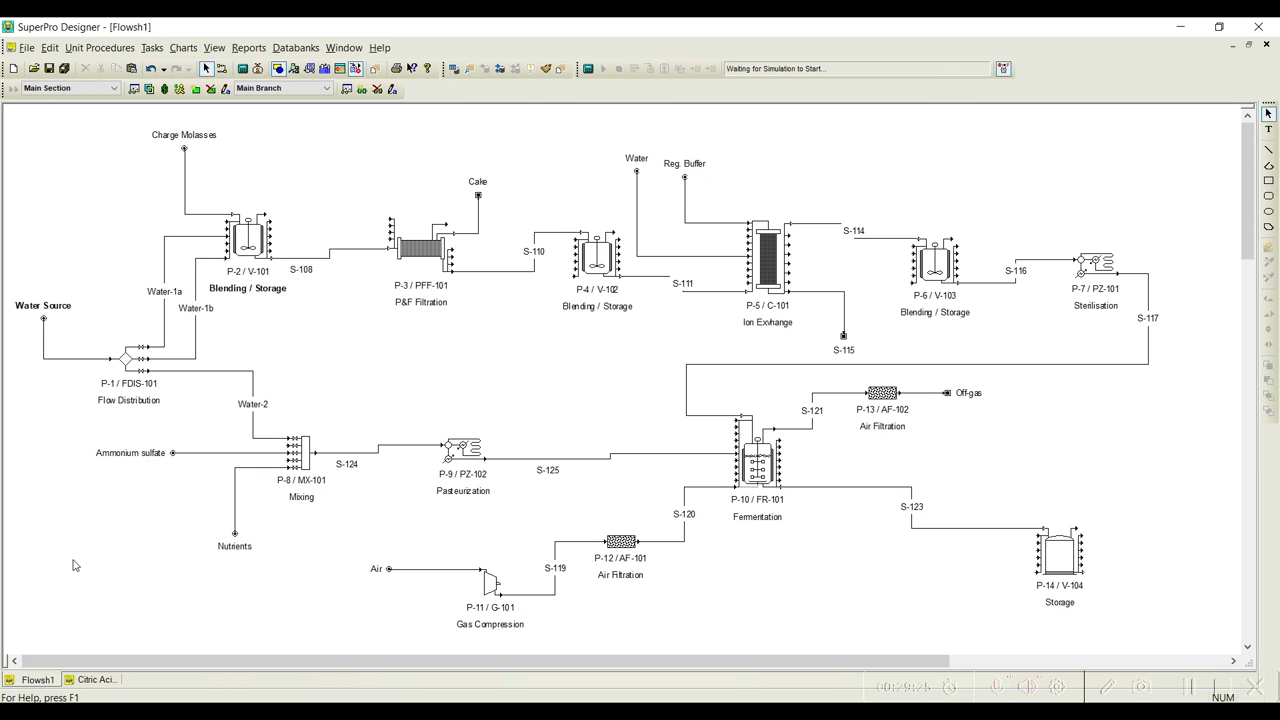 SuperPro Designer - [Flowsh1]
File Edit Unit Procedures Tasks Charts View Reports Databanks Window Help
Waiting for Simulation to Start...
Main Section
Main Branch
Charge Molasses
Water
Reg. Buffer
Cake
S-114
S-110
P-2 / V-101
Blending / Storage
S-108
P-3 / PFF-101
P&F Filtration
P-4 / V-102
Blending / Storage
S-111
P-5 / C-101
Ion Exvhange
P-6 / V-103
Blending / Storage
S-116
P-7 / PZ-101
Sterilisation
S-117
Water-1a
Water-1b
Water Source
S-115
P-1 / FDIS-101
Flow Distribution
Water-2
S-121
P-13 / AF-102
Air Filtration
Off-gas
Ammonium sulfate
S-124
P-8 / MX-101
Mixing
P-9 / PZ-102
Pasteurization
S-125
P-10 / FR-101
Fermentation
S-123
S-120
Nutrients
P-12 / AF-101
Air Filtration
Air
S-119
P-11 / G-101
Gas Compression
P-14 / V-104
Storage
Flowsh1
Citric Aci...
00:29:25
For Help, press F1
NUM